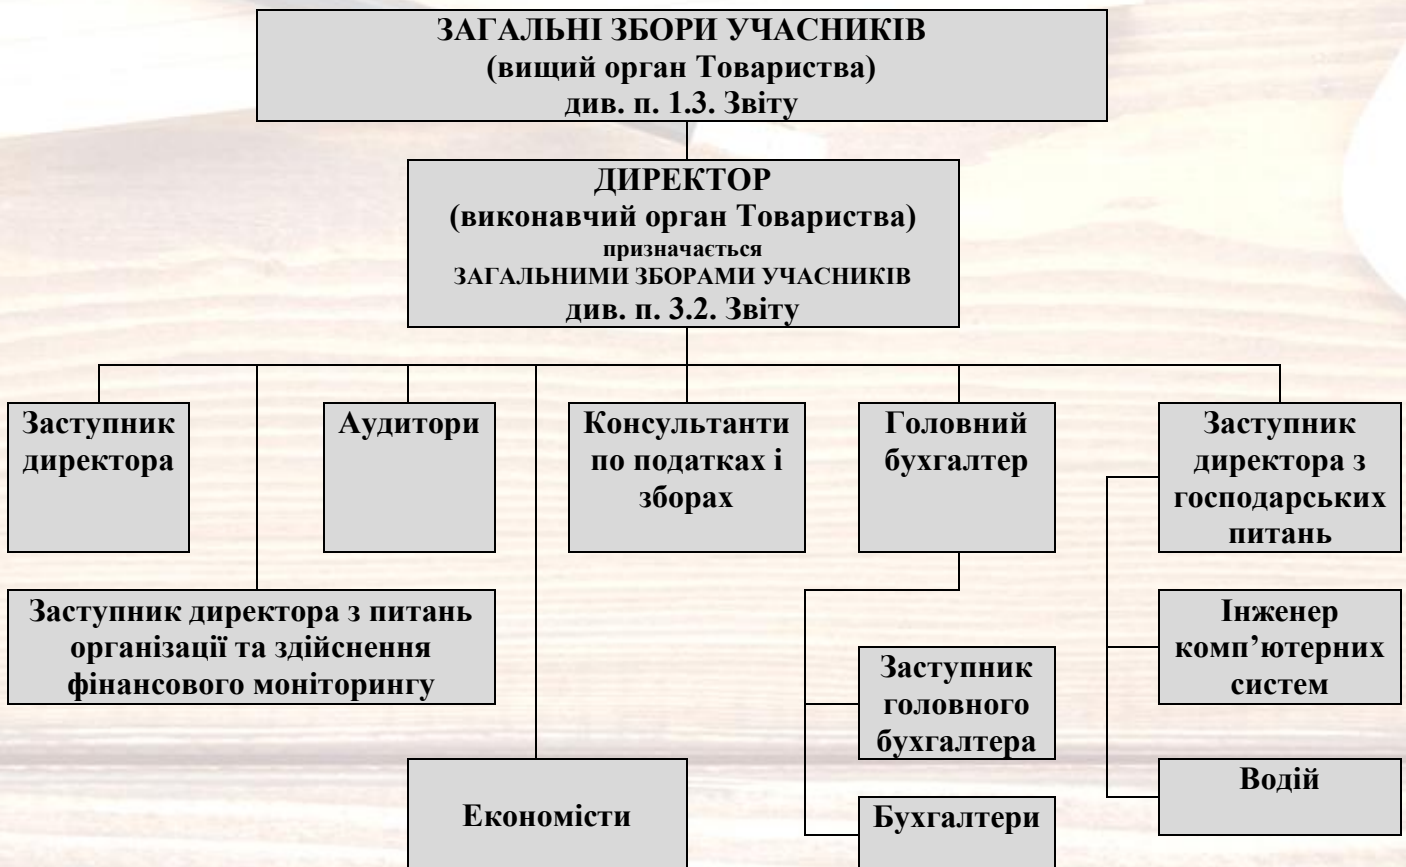 ЗАГАЛЬНІ ЗБОРИ УЧАСНИКІВ
(вищий орган Товариства)
див. п. 1.3. Звіту
ДИРЕКТОР
(виконавчий орган Товариства)
призначається
ЗАГАЛЬНИМИ ЗБОРАМИ УЧАСНИКІВ
див. п. 3.2. Звіту
Заступник
директора
Аудитори
Консультанти
по податках і
зборах
Головний
бухгалтер
Заступник
директора з
господарських
питань
Заступник директора з питань
організації та здійснення
фінансового моніторингу
Інженер
комп’ютерних
систем
Заступник
головного
бухгалтера
Економісти
Бухгалтери
Водій